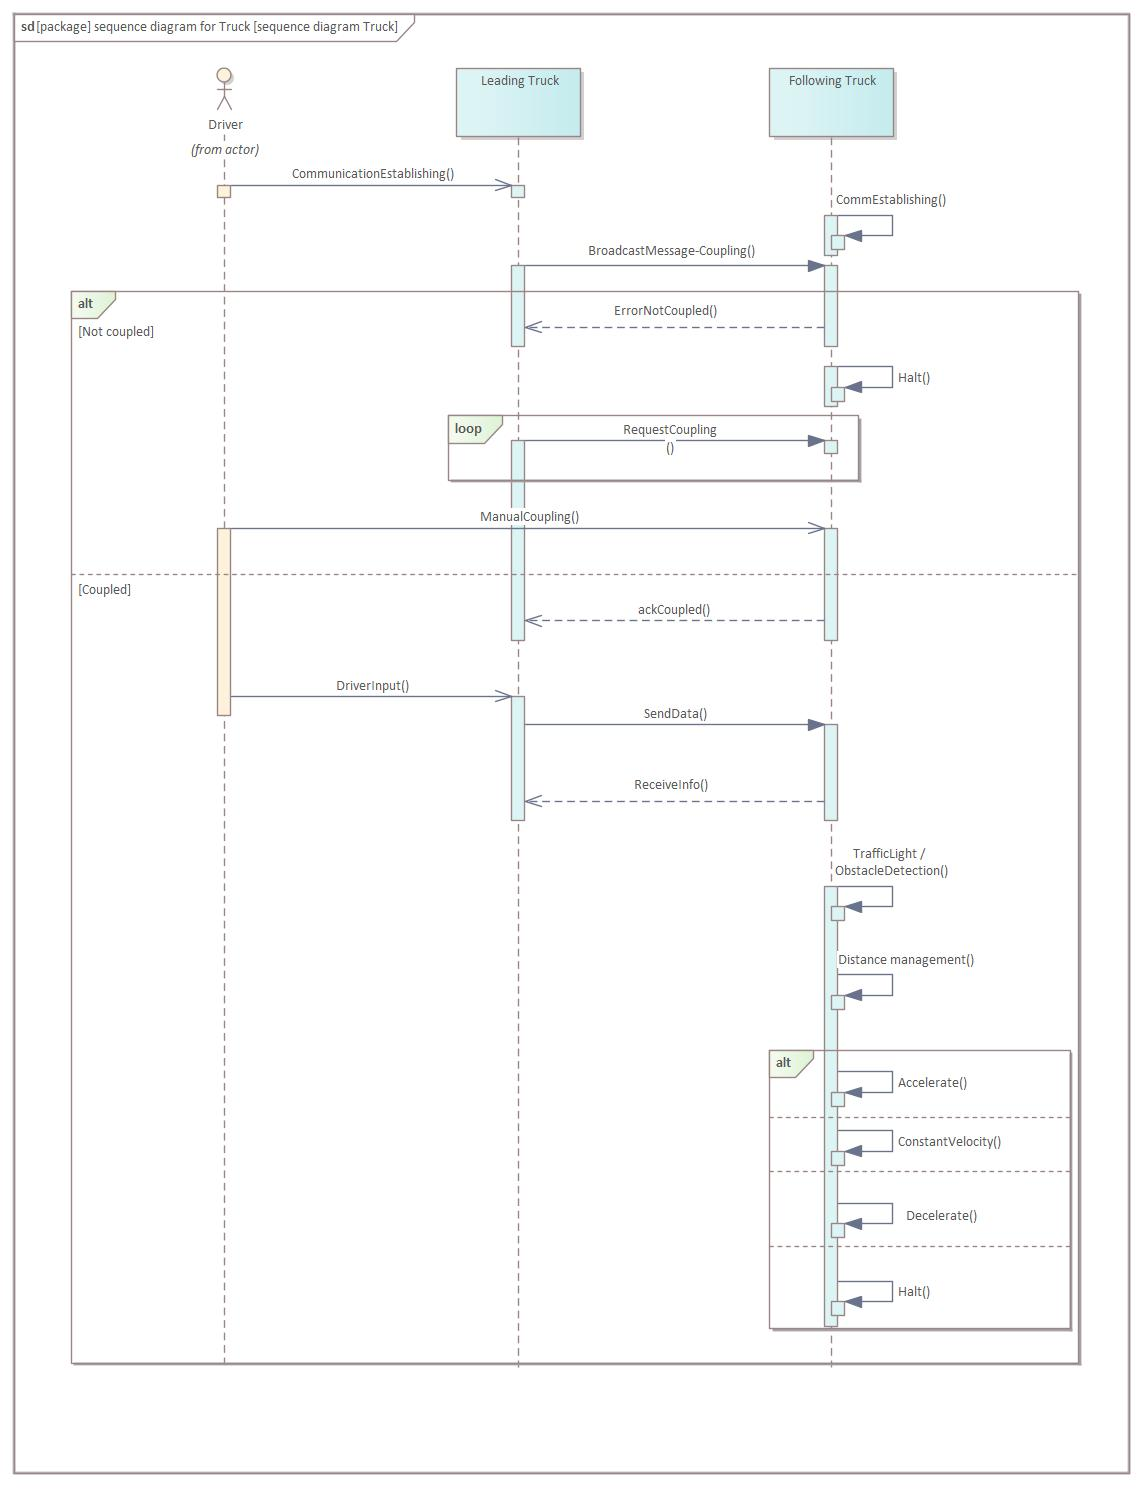 sd [package] sequence diagram for Truck [sequence diagram Truck]
Leading Truck
Following Truck
Driver
(from actor)
CommunicationEstablishing()
CommEstablishing()
BroadcastMessage-Coupling()
alt
ErrorNotCoupled()
[Not coupled]
Halt()
loop
RequestCoupling
()
ManualCoupling()
[Coupled]
ackCoupled()
DriverInput()
SendData()
ReceiveInfo()
TrafficLight /
ObstacleDetection()
Distance management()
alt
Accelerate()
ConstantVelocity()
Decelerate()
Halt()